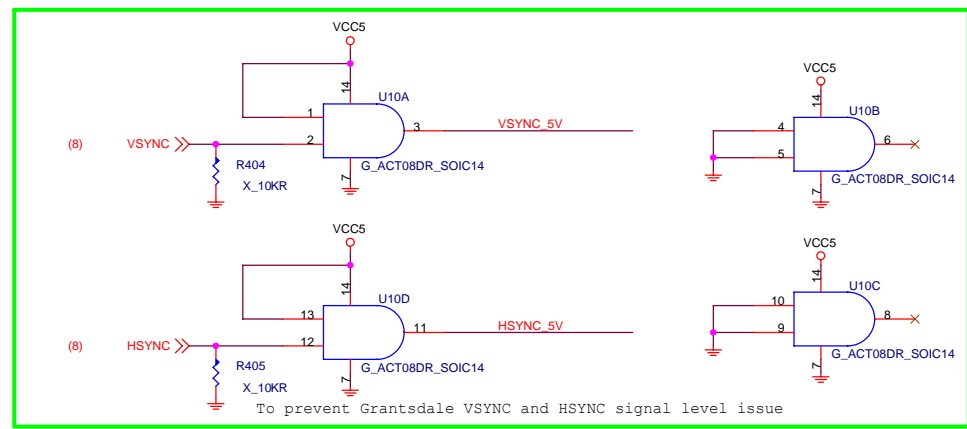 VCC5
14
U10A
1
(8)
VSYNC
2
3
VSYNC_5V
R404
X_10KR
7
G_ACT08DR_SOIC14
VCC5
14
U10B
4
5
6
7
G_ACT08DR_SOIC14
VCC5
14
U10D
13
(8)
HSYNC
12
11
HSYNC_5V
R405
X_10KR
7
G_ACT08DR_SOIC14
VCC5
14
U10C
10
9
8
7
G_ACT08DR_SOIC14
To prevent Grantsdale VSYNC and HSYNC signal level issue